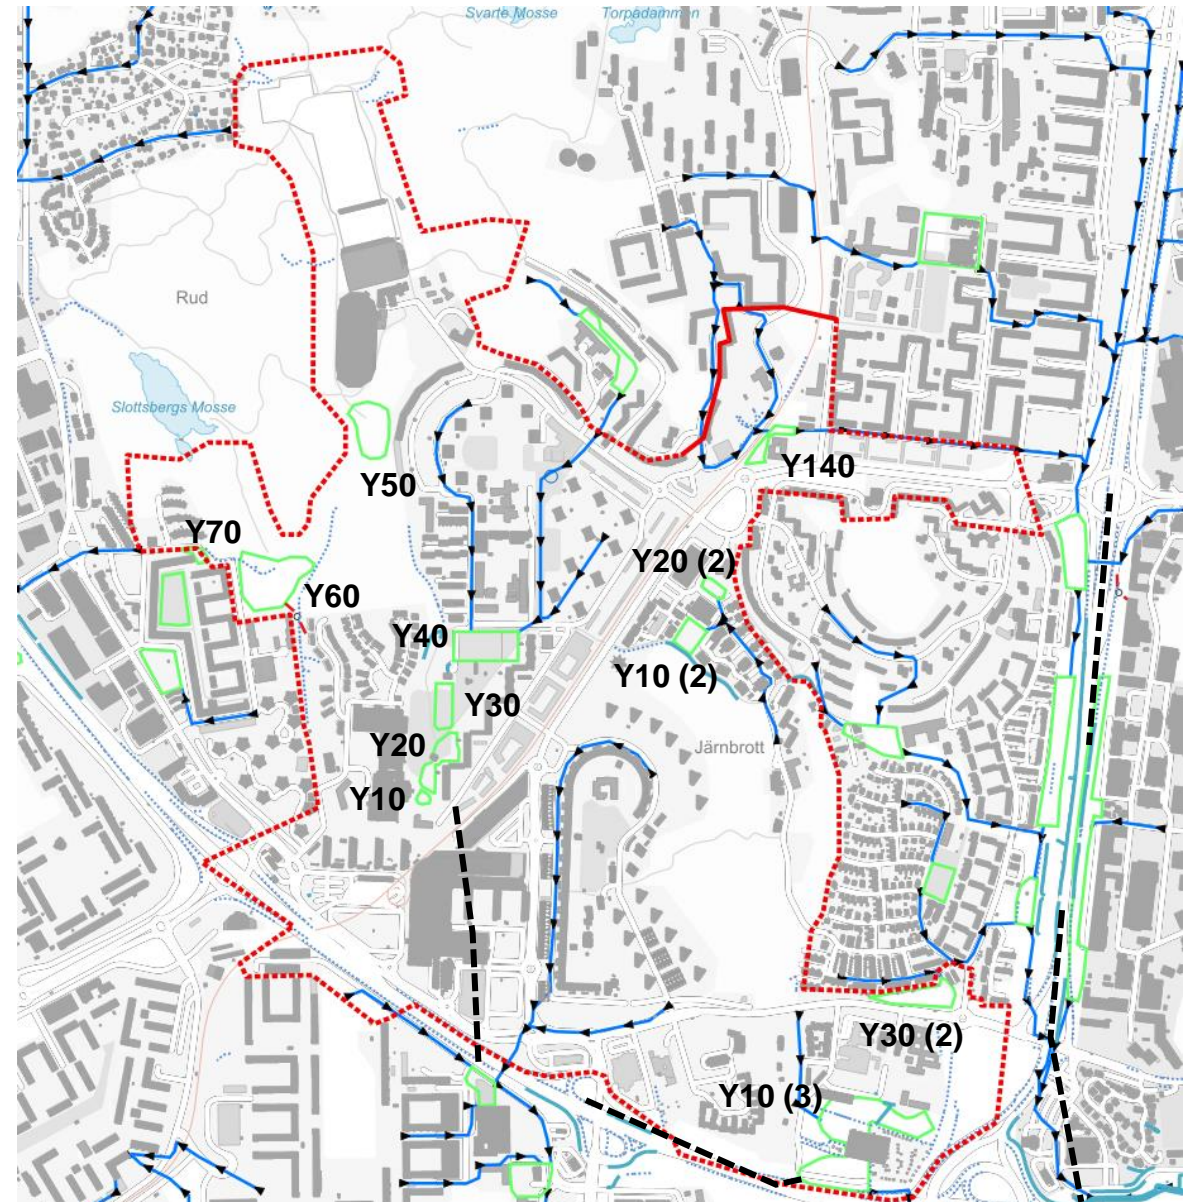 Svarte Mosse
Torpadammen
Rud
Slottsbergs Mosse
Y50
Y140
Y70
Y20 (2)
Y60
Y40
Y10 (2)
Y30
Y20
Järnbrott
Y10
Y30 (2)
Y10 (3)